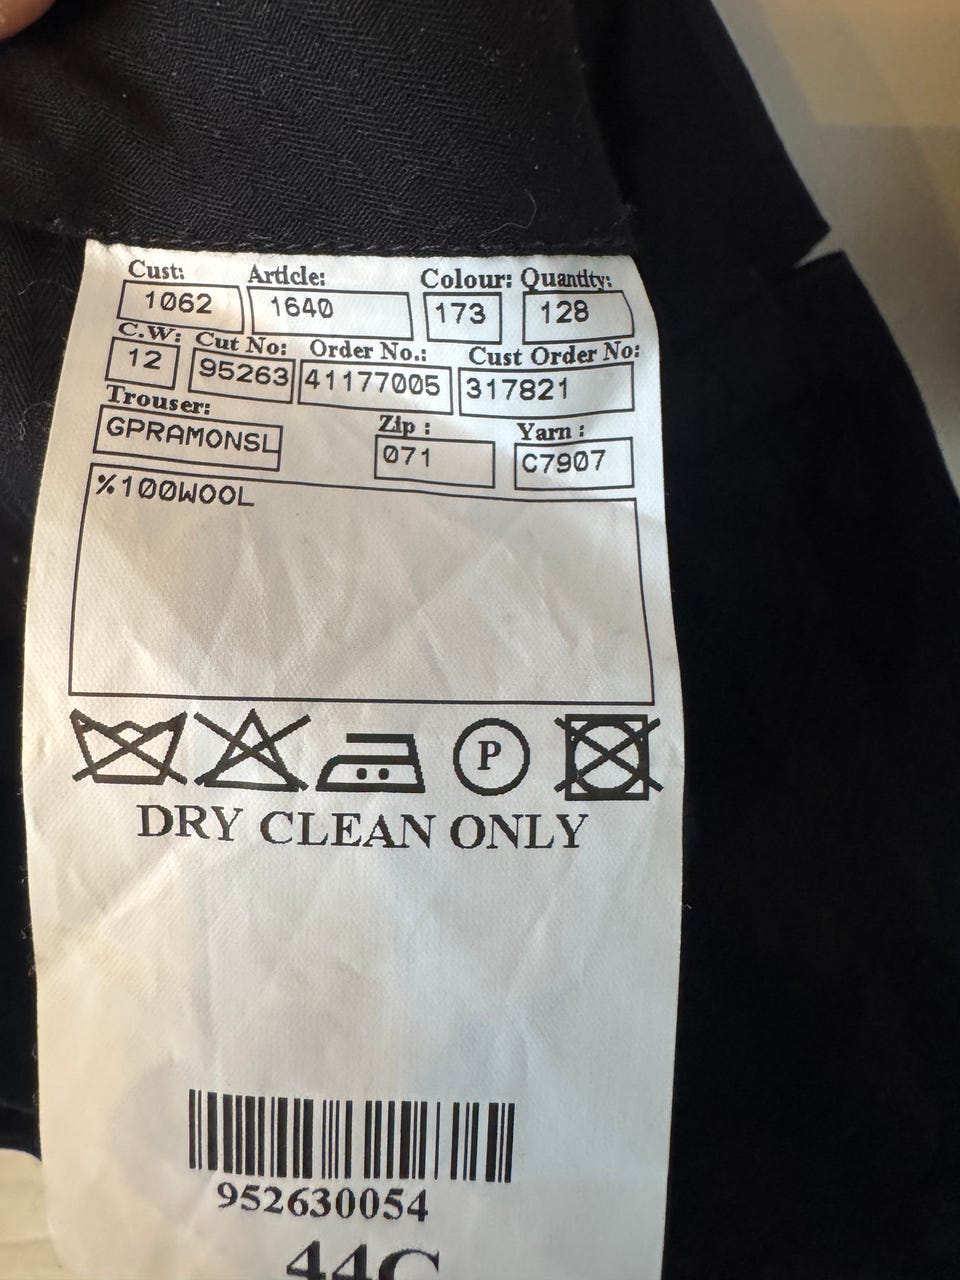 Cust: Article: Colour: Quantity:
1062 1640 173 128
C.W: Cut No: Order No.: Cust Order No:
12 95263 41177005 317821
Trouser: Zip : Yarn :
GPRAMONSL 071 C7907
%100WOOL
P
DRY CLEAN ONLY
952630054